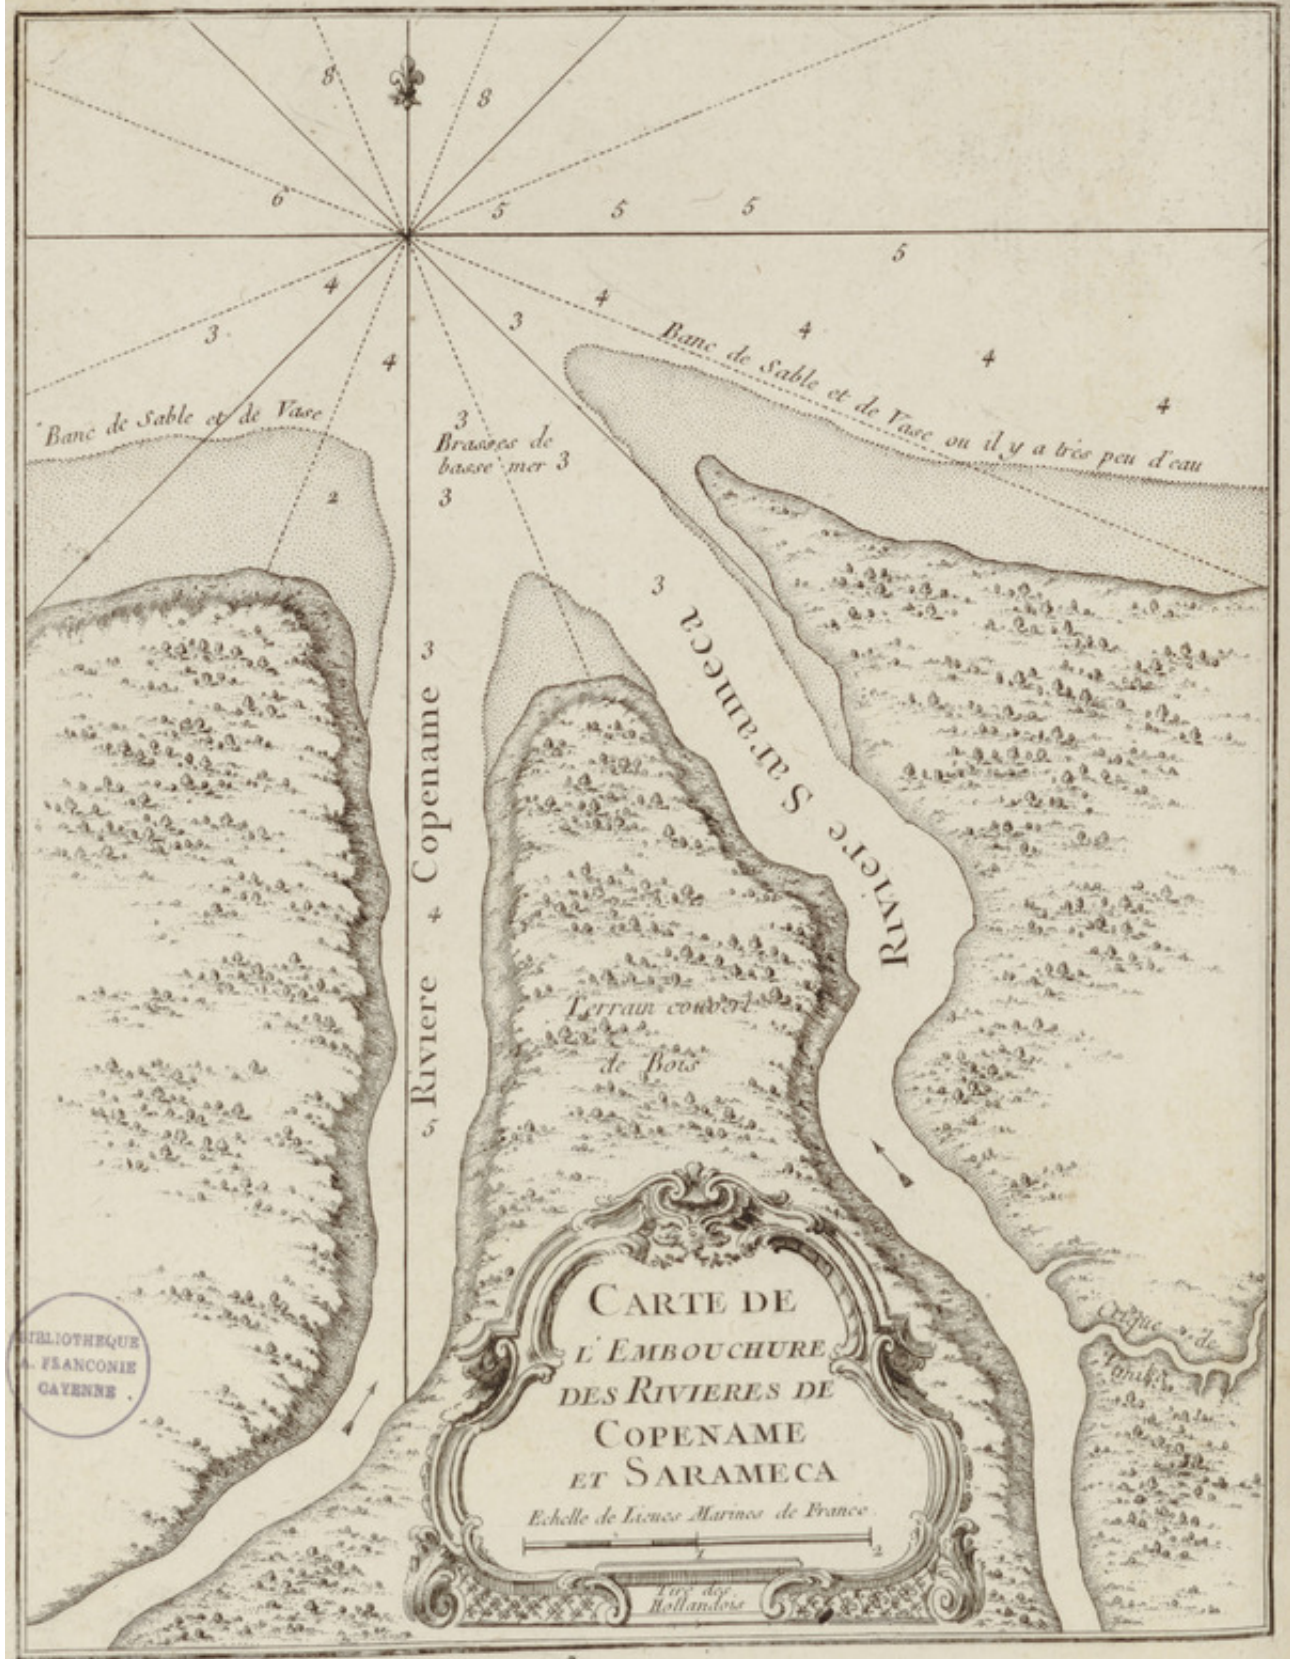 8
8
6
5
5
5
5
4
4
3
3
4
4
4
4
4
Banc de Sable et de Vase
Banc de Sable et de Vase ou il y a très peu d'eau
3
Brasses de
basse mer 3
3
2
3
3
Riviere Sarameca
Riviere 4 Copename
5
Terrain couvert
de Bois
Crique de
CARTE DE
L'EMBOUCHURE
DES RIVIERES DE
COPENAME
ET SARAMECA
Echelle de Lieues Marines de France
1
2
Tiré des
Hollandois
BIBLIOTHEQUE
A. FRANCONIE
CAYENNE